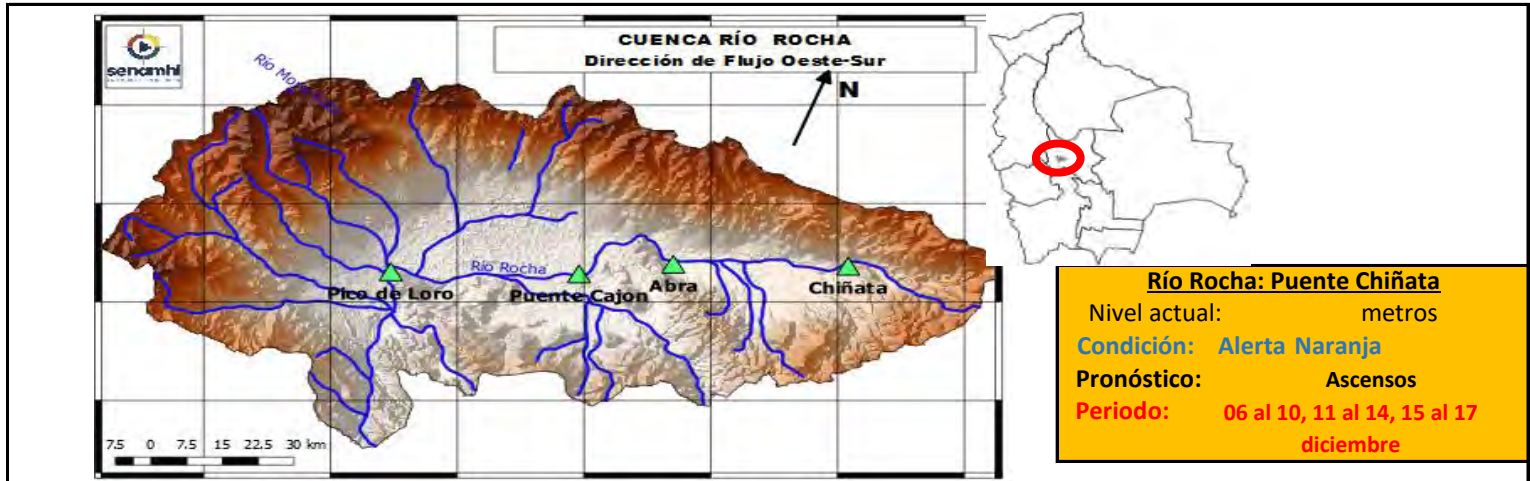 CUENCA RÍO ROCHA
Dirección de Flujo Oeste-Sur
N
senamhi
Río Rocha
Pico de Loro
Puente Cajon
Abra
Chiñata
7.5 0 7.5 15 22.5 30 km
Río Rocha: Puente Chiñata
Nivel actual: metros
Condición: Alerta Naranja
Pronóstico: Ascensos
Periodo: 06 al 10, 11 al 14, 15 al 17
diciembre